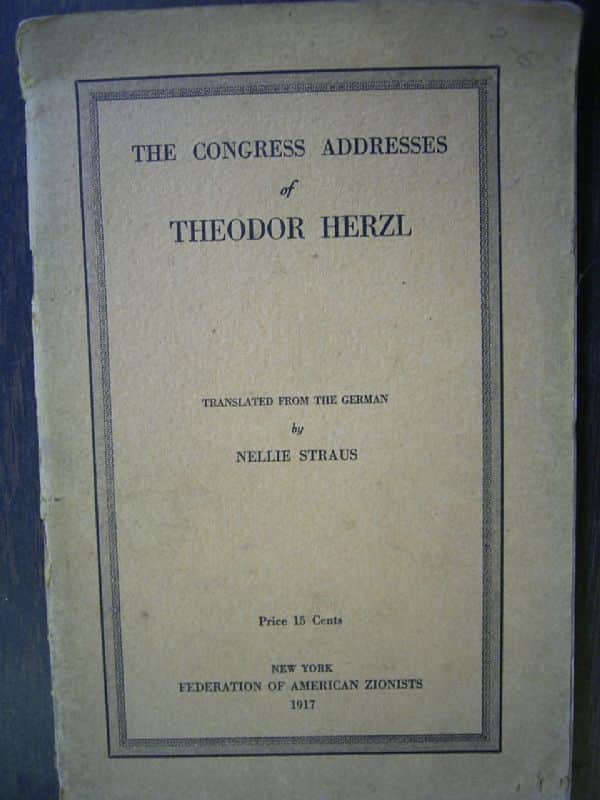 THE CONGRESS ADDRESSES
of
THEODOR HERZL
TRANSLATED FROM THE GERMAN
by
NELLIE STRAUS
Price 15 Cents
NEW YORK
FEDERATION OF AMERICAN ZIONISTS
1917